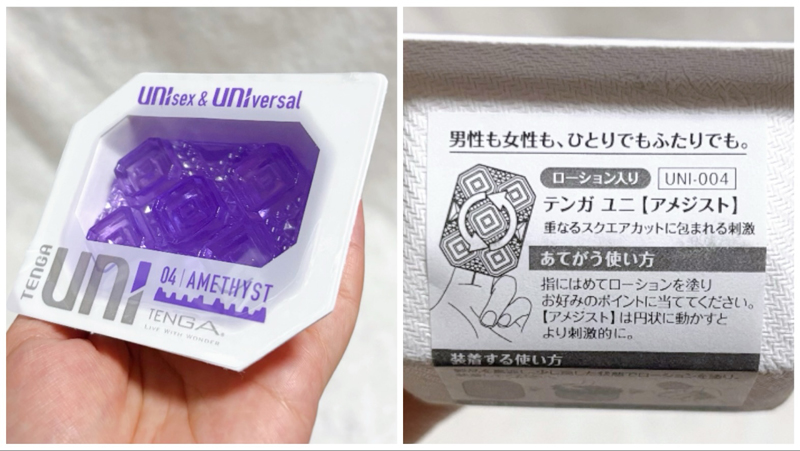 UNIsex & UNIversal
TENGA
UNI
04 | AMETHYST
TENGA®
LIVE WITH WONDER
男性も女性も、ひとりでもふたりでも。
ローション入り UNI-004
テンガ ユニ【アメジスト】
重なるスクエアカットに包まれる刺激
あてがう使い方
指にはめてローションを塗り
お好みのポイントに当ててください。
【アメジスト】は円状に動かすと
より刺激的に。
装着する使い方